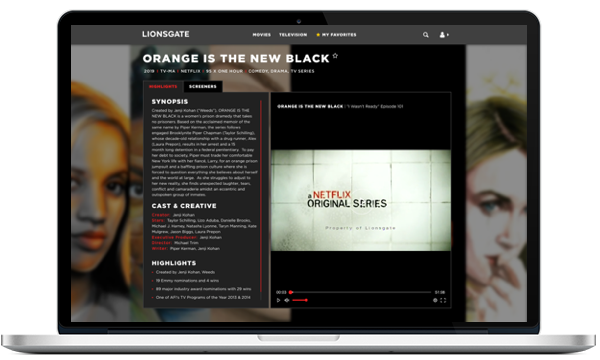 LIONSGATE
MOVIES TELEVISION MY FAVORITES
ORANGE IS THE NEW BLACK
2019 TV-MA NETFLIX 95 X ONE HOUR COMEDY, DRAMA, TV SERIES
HIGHLIGHTS SCREENERS
SYNOPSIS
Created by Jenji Kohan ("Weeds"), ORANGE IS
THE NEW BLACK is a women's prison dramedy that takes
no prisoners. Based on the acclaimed memoir of the
same name by Piper Kerman, the series follows
engaged Brooklynite Piper Chapman (Taylor Schilling),
whose decade-old relationship with a drug runner, Alex
(Laura Prepon), results in her arrest and a 15
month long detention in a federal penitentiary. To pay
her debt to society, Piper must trade her comfortable
New York life with her fiancé, Larry, for an orange prison
jumpsuit and a baffling prison culture where she is
forced to question everything she believes about herself
and the world at large. As she struggles to adjust to
her new reality, she finds unexpected laughter, tears,
conflict and camaraderie amidst an eccentric and
outspoken group of inmates.
CAST & CREATIVE
Creator: Jenji Kohan
Stars: Taylor Schilling, Uzo Aduba, Danielle Brooks,
Michael J. Harney, Natasha Lyonne, Taryn Manning, Kate
Mulgrew, Jason Biggs, Laura Prepon
Executive Producer: Jenji Kohan
Director: Michael Trim
Writer: Piper Kerman, Jenji Kohan
HIGHLIGHTS
Created by Jenji Kohan: Weeds
19 Emmy nominations and 4 wins
89 major industry award nominations with 29 wins
One of AFI's TV Programs of the Year 2013 & 2014
ORANGE IS THE NEW BLACK | "I Wasn't Ready" Episode 101
a NETFLIX
ORIGINAL SERIES
Property of Lionsgate
00:03 51:36